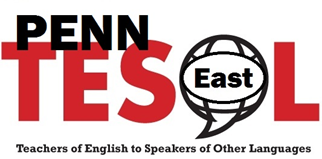 PENN
TESOL
East
Teachers of English to Speakers of Other Languages